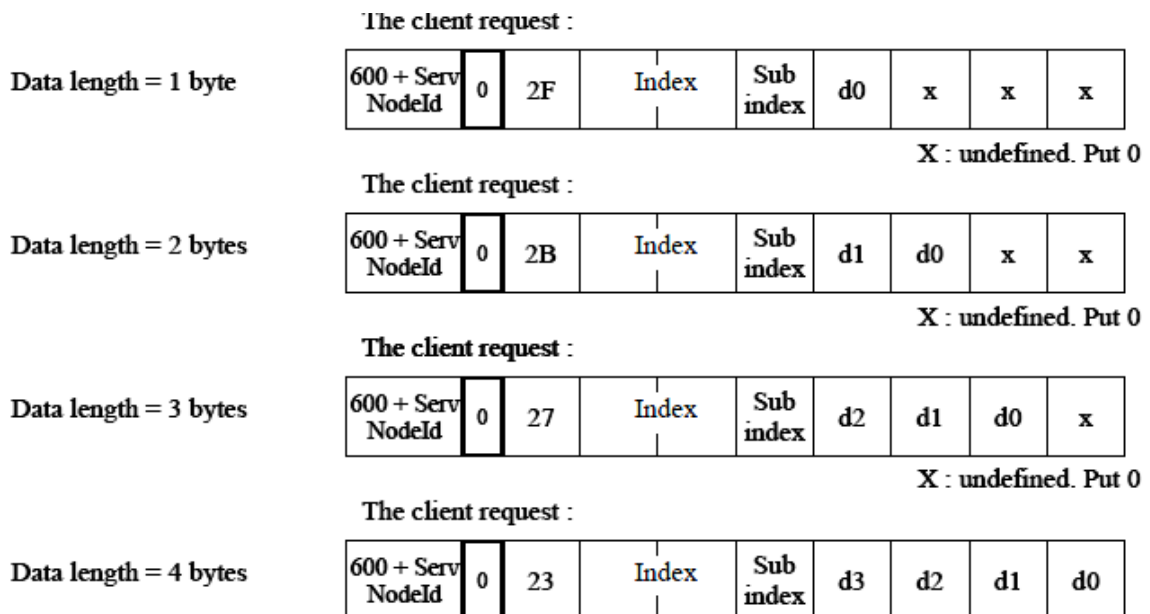 The client request :
Data length = 1 byte
600 + Serv NodeId 0 2F Index Sub index d0 x x x
X : undefined. Put 0
The client request :
Data length = 2 bytes
600 + Serv NodeId 0 2B Index Sub index d1 d0 x x
X : undefined. Put 0
The client request :
Data length = 3 bytes
600 + Serv NodeId 0 27 Index Sub index d2 d1 d0 x
X : undefined. Put 0
The client request :
Data length = 4 bytes
600 + Serv NodeId 0 23 Index Sub index d3 d2 d1 d0